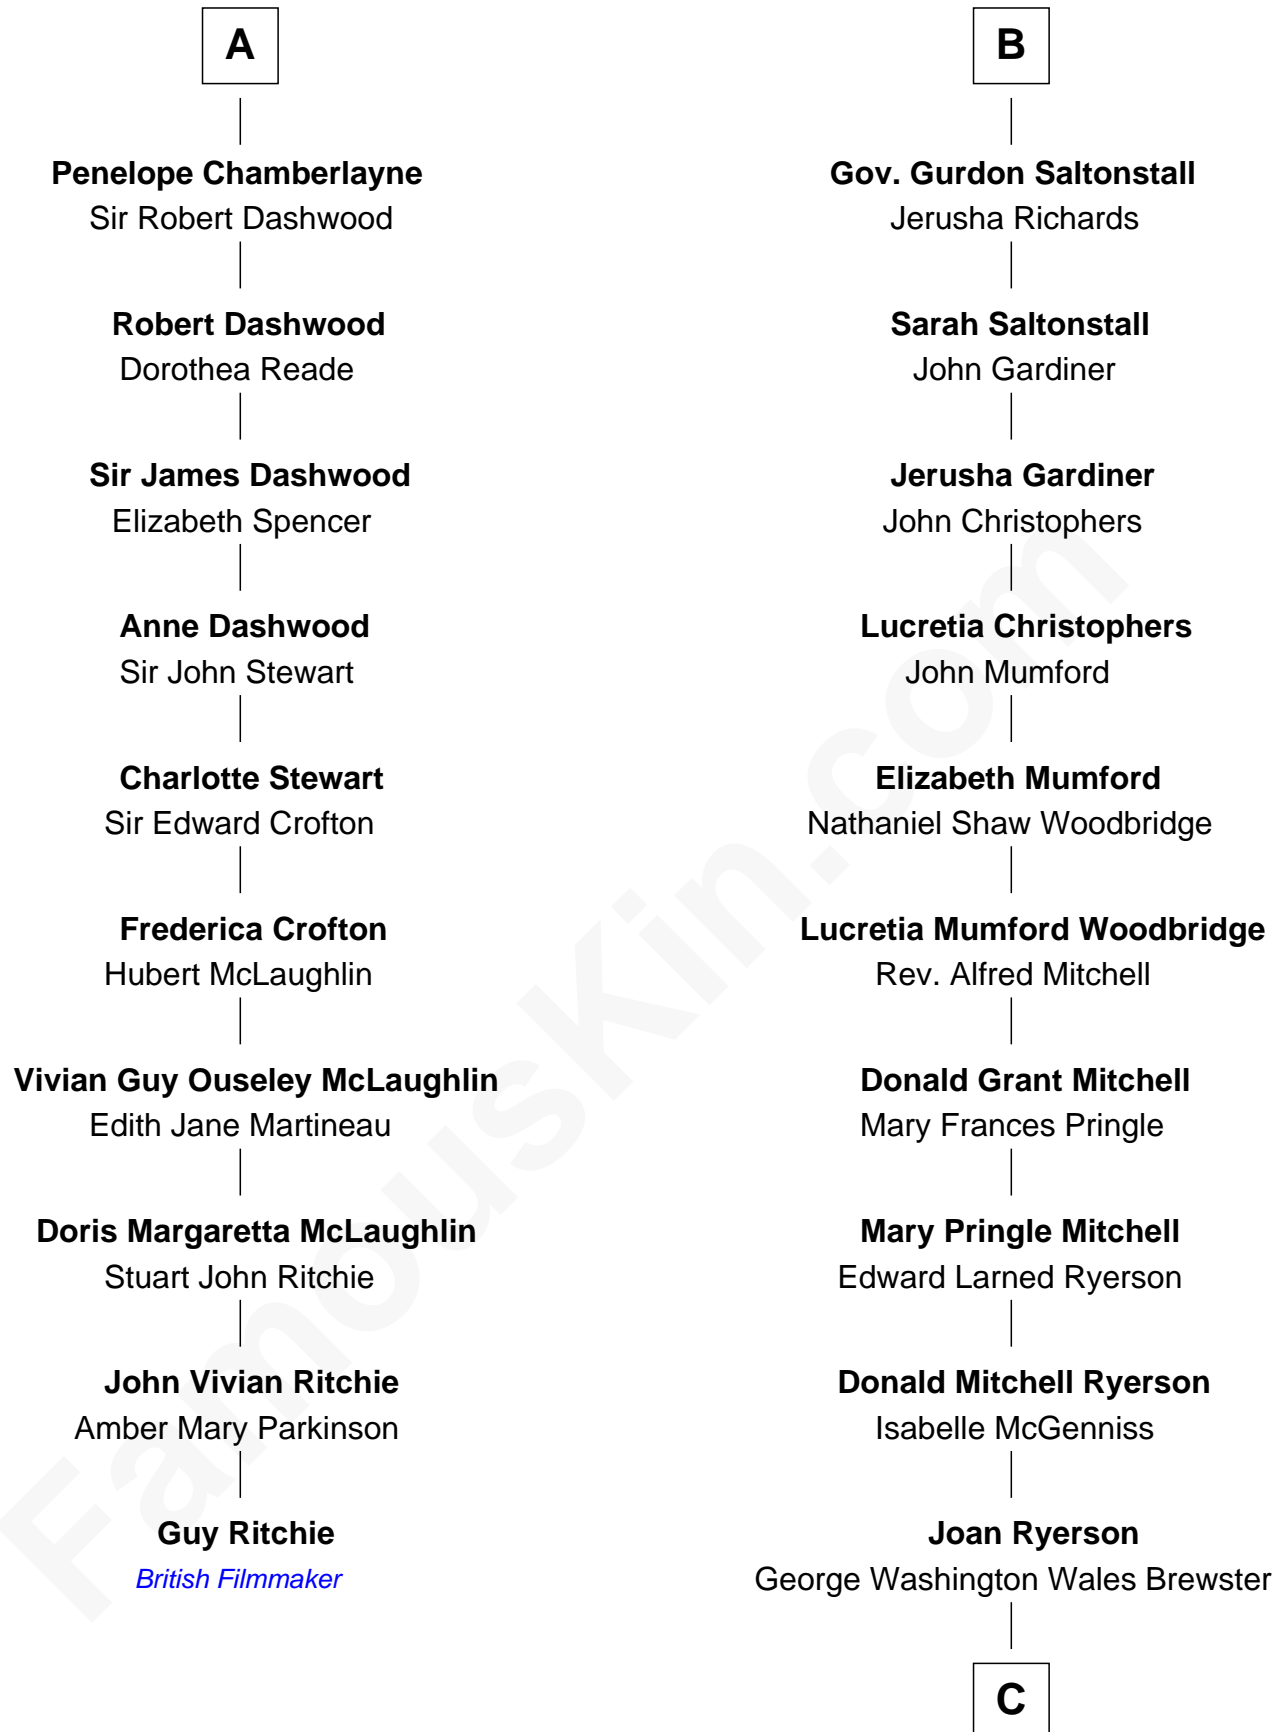 A
Penelope Chamberlayne
Sir Robert Dashwood
Robert Dashwood
Dorothea Reade
Sir James Dashwood
Elizabeth Spencer
Anne Dashwood
Sir John Stewart
Charlotte Stewart
Sir Edward Crofton
Frederica Crofton
Hubert McLaughlin
Vivian Guy Ouseley McLaughlin
Edith Jane Martineau
Doris Margaretta McLaughlin
Stuart John Ritchie
John Vivian Ritchie
Amber Mary Parkinson
Guy Ritchie
British Filmmaker
B
Gov. Gurdon Saltonstall
Jerusha Richards
Sarah Saltonstall
John Gardiner
Jerusha Gardiner
John Christophers
Lucretia Christophers
John Mumford
Elizabeth Mumford
Nathaniel Shaw Woodbridge
Lucretia Mumford Woodbridge
Rev. Alfred Mitchell
Donald Grant Mitchell
Mary Frances Pringle
Mary Pringle Mitchell
Edward Larned Ryerson
Donald Mitchell Ryerson
Isabelle McGenniss
Joan Ryerson
George Washington Wales Brewster
C
FamousKin.com